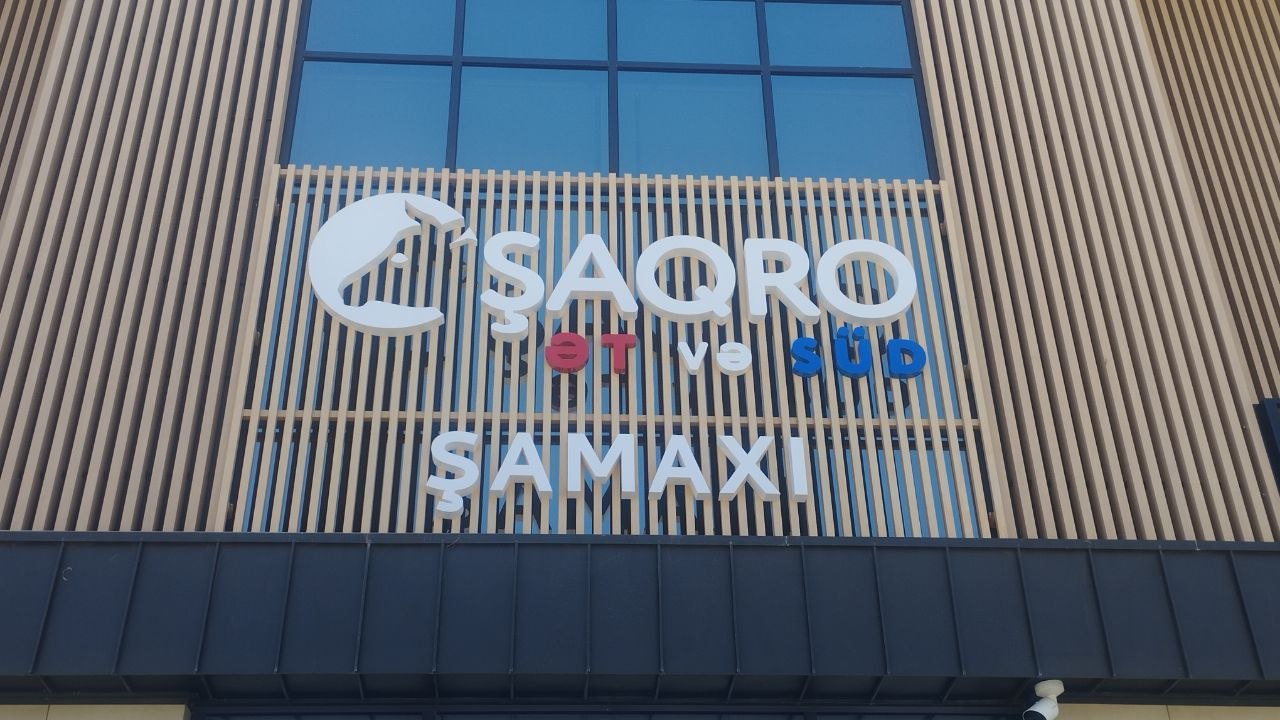 ŞAQRO
ƏT və SÜD
ŞAMAXI